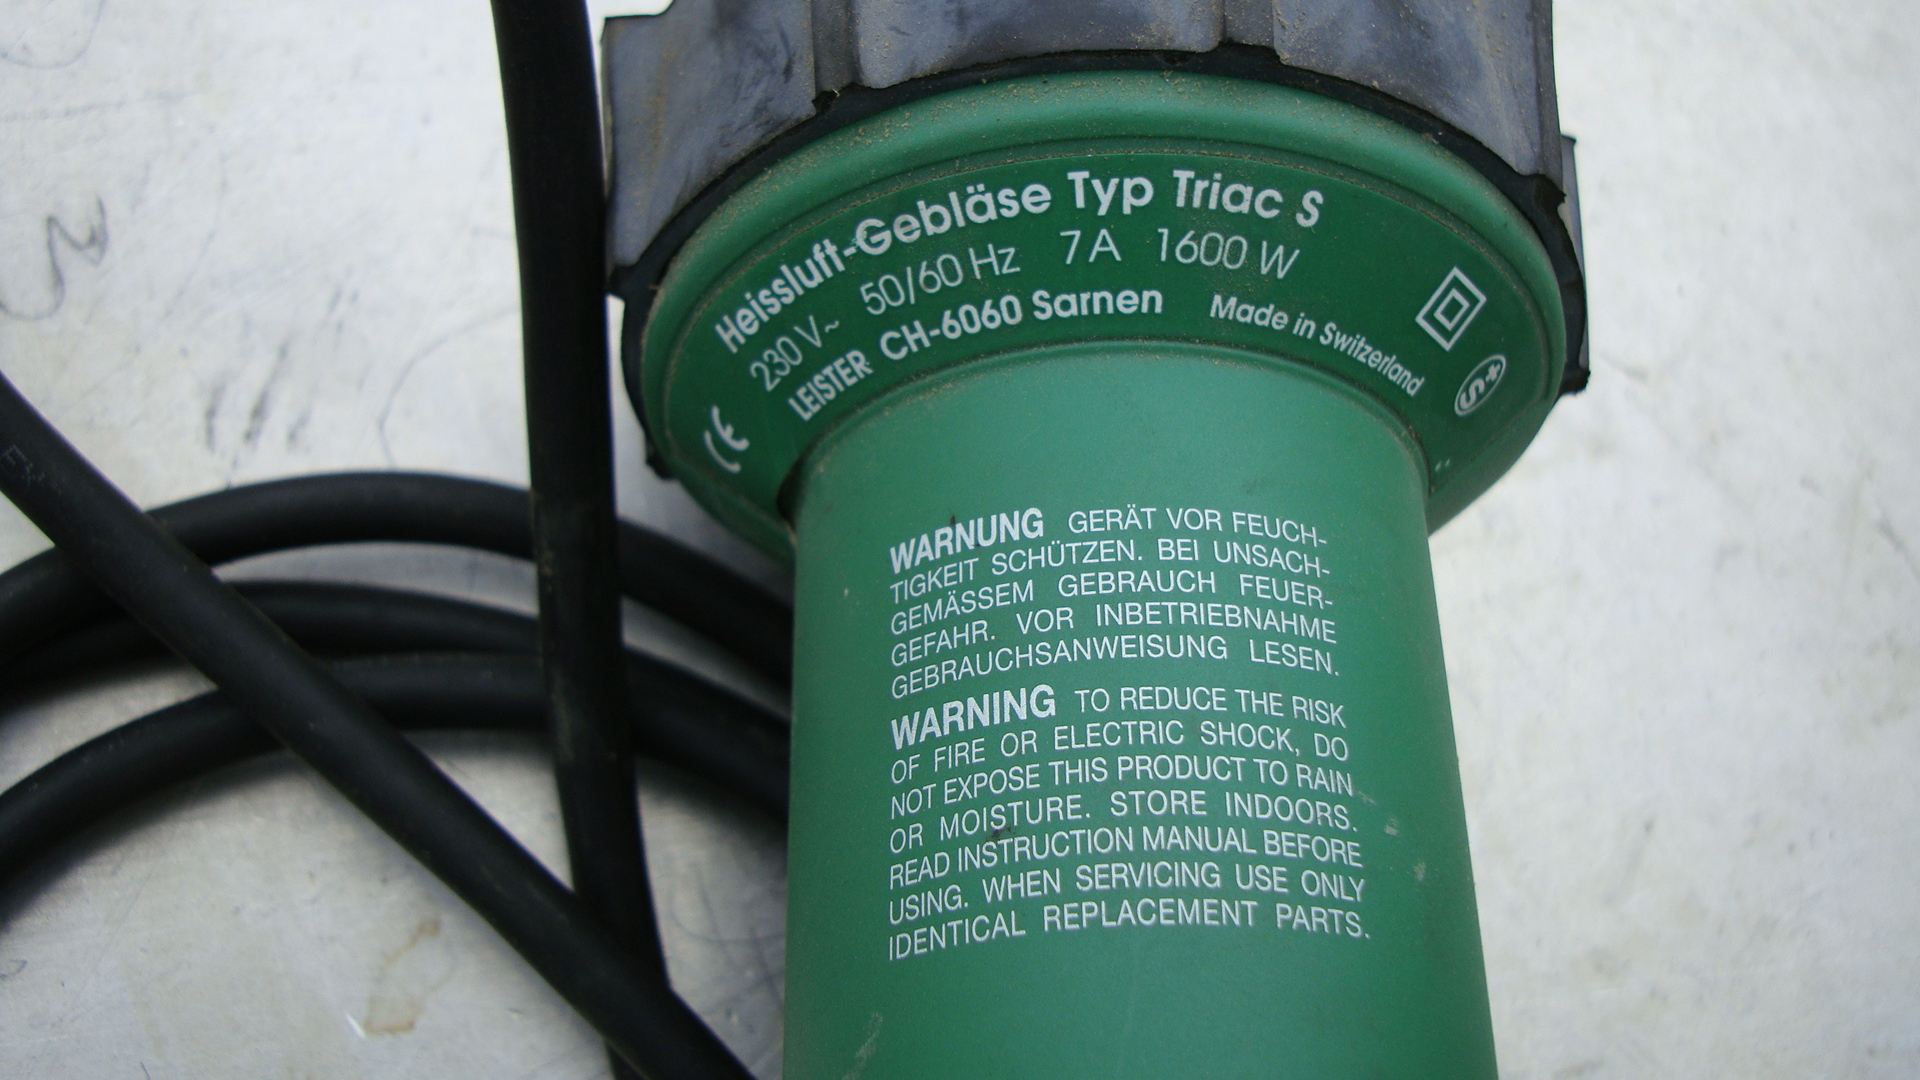 Heissluft-Gebläse Typ Triac S
230 V~ 50/60 Hz 7A 1600 W
LEISTER CH-6060 Sarnen Made in Switzerland
CE
+S
WARNUNG GERÄT VOR FEUCH-
TIGKEIT SCHÜTZEN. BEI UNSACH-
GEMÄSSEM GEBRAUCH FEUER-
GEFAHR. VOR INBETRIEBNAHME
GEBRAUCHSANWEISUNG LESEN.
WARNING TO REDUCE THE RISK
OF FIRE OR ELECTRIC SHOCK, DO
NOT EXPOSE THIS PRODUCT TO RAIN
OR MOISTURE. STORE INDOORS.
READ INSTRUCTION MANUAL BEFORE
USING. WHEN SERVICING USE ONLY
IDENTICAL REPLACEMENT PARTS.